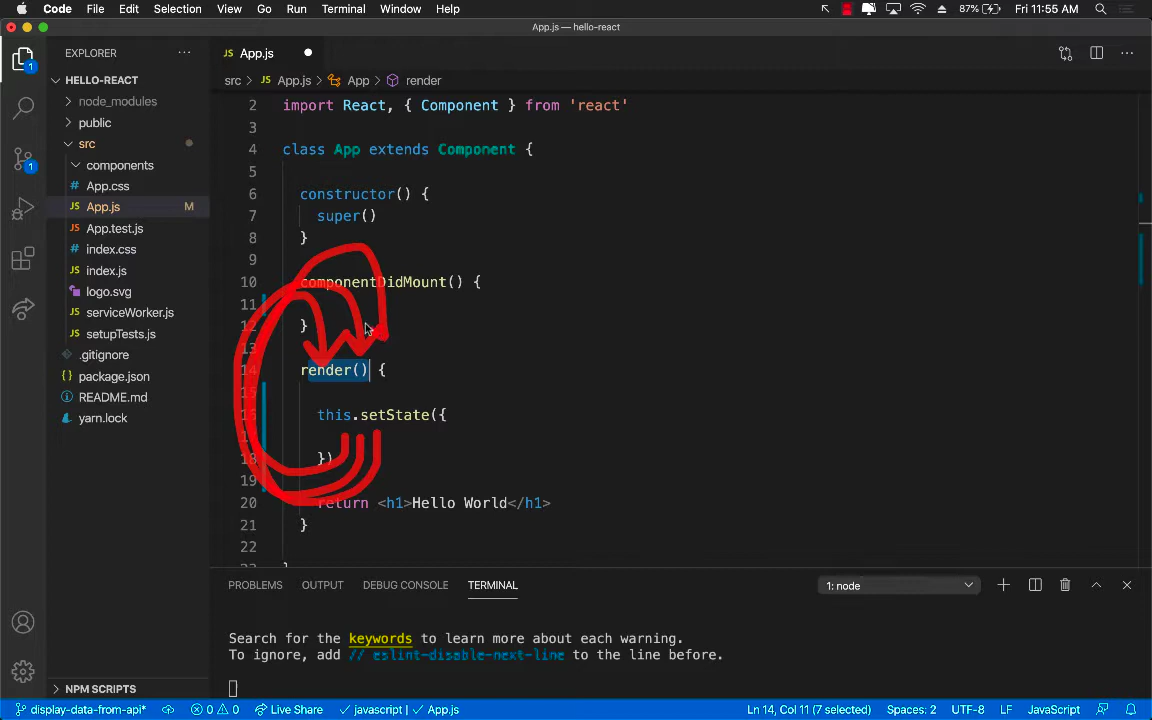 Code File Edit Selection View Go Run Terminal Window Help 87% Fri 11:55 AM
App.js — hello-react
EXPLORER
HELLO-REACT
node_modules
public
src
components
# App.css
JS App.js M
JS App.test.js
# index.css
JS index.js
logo.svg
JS serviceWorker.js
JS setupTests.js
.gitignore
{} package.json
README.md
yarn.lock
NPM SCRIPTS
JS App.js
src > JS App.js > App > render
2 import React, { Component } from 'react'
3
4 class App extends Component {
5
6 constructor() {
7 super()
8 }
9
10 componentDidMount() {
11
12 }
13
14 render() {
15
16 this.setState({
17
18 })
19
20 return <h1>Hello World</h1>
21 }
22
PROBLEMS OUTPUT DEBUG CONSOLE TERMINAL 1: node
Search for the keywords to learn more about each warning.
To ignore, add // eslint-disable-next-line to the line before.
1
1
display-data-from-api* 0 0 Live Share javascript | App.js Ln 14, Col 11 (7 selected) Spaces: 2 UTF-8 LF JavaScript